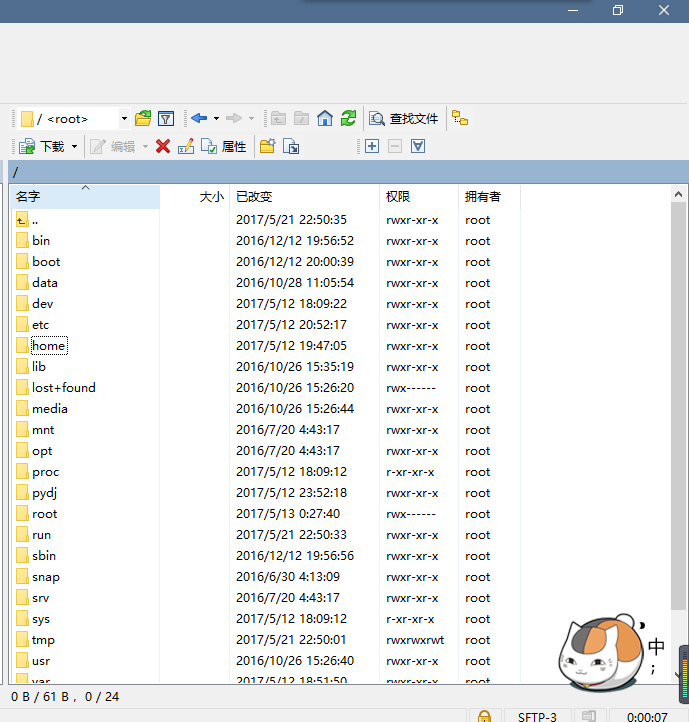 / <root>
查找文件
下载 编辑 属性
/
名字 大小 已改变 权限 拥有者
.. 2017/5/21 22:50:35 rwxr-xr-x root
bin 2016/12/12 19:56:52 rwxr-xr-x root
boot 2016/12/12 20:00:39 rwxr-xr-x root
data 2016/10/28 11:05:54 rwxr-xr-x root
dev 2017/5/12 18:09:22 rwxr-xr-x root
etc 2017/5/12 20:52:17 rwxr-xr-x root
home 2017/5/12 19:47:05 rwxr-xr-x root
lib 2016/10/26 15:35:19 rwxr-xr-x root
lost+found 2016/10/26 15:26:20 rwx------ root
media 2016/10/26 15:26:44 rwxr-xr-x root
mnt 2016/7/20 4:43:17 rwxr-xr-x root
opt 2016/7/20 4:43:17 rwxr-xr-x root
proc 2017/5/12 18:09:12 r-xr-xr-x root
pydj 2017/5/12 23:52:18 rwxr-xr-x root
root 2017/5/13 0:27:40 rwx------ root
run 2017/5/21 22:50:33 rwxr-xr-x root
sbin 2016/12/12 19:56:56 rwxr-xr-x root
snap 2016/6/30 4:13:09 rwxr-xr-x root
srv 2016/7/20 4:43:17 rwxr-xr-x root
sys 2017/5/12 18:09:12 r-xr-xr-x root
tmp 2017/5/21 22:50:01 rwxrwxrwt root
usr 2016/10/26 15:26:40 rwxr-xr-x root
var 2017/5/12 18:51:50 rwxr-xr-x root
中
;
0 B / 61 B， 0 / 24
SFTP-3 0:00:07